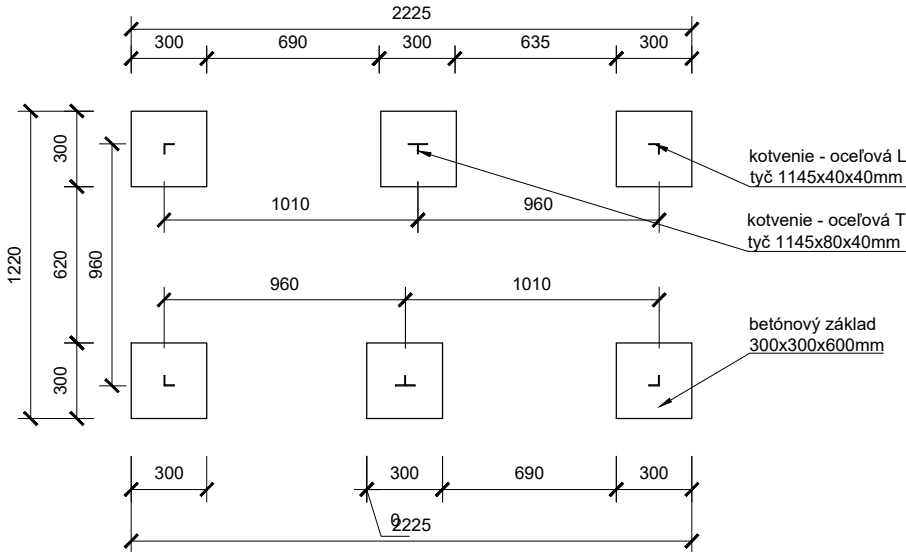 2225
300 690 300 635 300
300
620
300
1220
960
1010 960
960 1010
kotvenie - oceľová L
tyč 1145x40x40mm
kotvenie - oceľová T
tyč 1145x80x40mm
betónový základ
300x300x600mm
300 300 690 300
0
2225